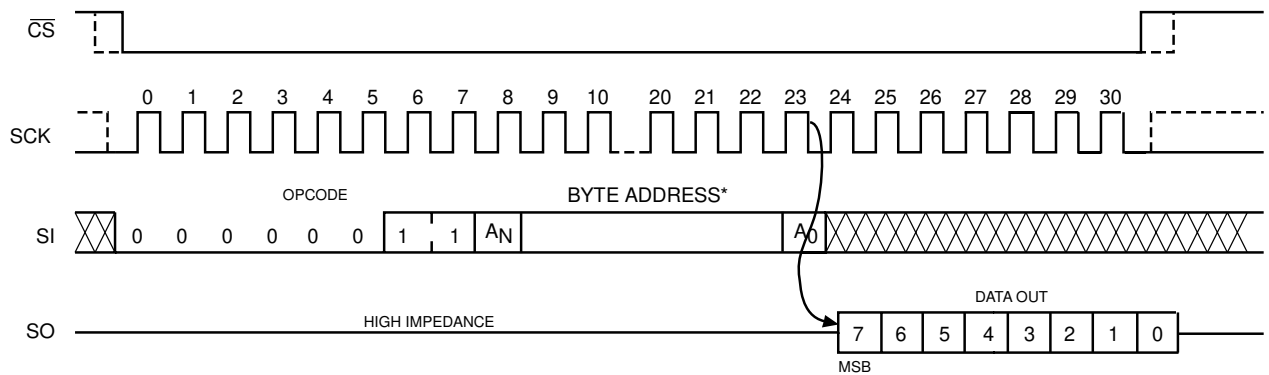 CS
0 1 2 3 4 5 6 7 8 9 10 20 21 22 23 24 25 26 27 28 29 30
SCK
OPCODE BYTE ADDRESS*
SI 0 0 0 0 0 0 1 1 AN A0
DATA OUT
SO HIGH IMPEDANCE 7 6 5 4 3 2 1 0
MSB